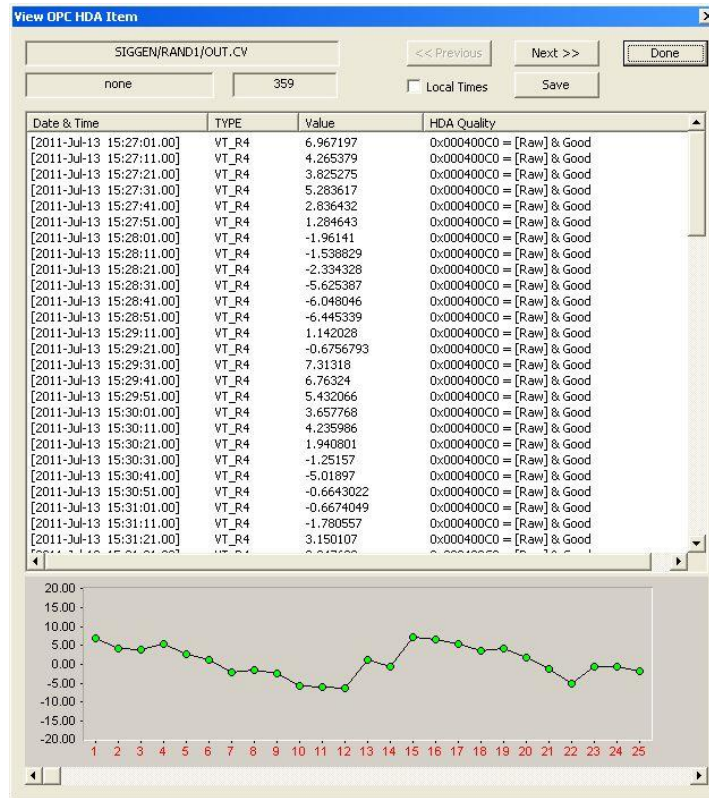 View OPC HDA Item
SIGGEN/RAND1/OUT.CV << Previous Next >> Done
none 359 Local Times Save
Date & Time TYPE Value HDA Quality
[2011-Jul-13 15:27:01.00] VT_R4 6.967197 0x000400C0 = [Raw] & Good
[2011-Jul-13 15:27:11.00] VT_R4 4.265379 0x000400C0 = [Raw] & Good
[2011-Jul-13 15:27:21.00] VT_R4 3.825275 0x000400C0 = [Raw] & Good
[2011-Jul-13 15:27:31.00] VT_R4 5.283617 0x000400C0 = [Raw] & Good
[2011-Jul-13 15:27:41.00] VT_R4 2.836432 0x000400C0 = [Raw] & Good
[2011-Jul-13 15:27:51.00] VT_R4 1.284643 0x000400C0 = [Raw] & Good
[2011-Jul-13 15:28:01.00] VT_R4 -1.96141 0x000400C0 = [Raw] & Good
[2011-Jul-13 15:28:11.00] VT_R4 -1.538829 0x000400C0 = [Raw] & Good
[2011-Jul-13 15:28:21.00] VT_R4 -2.334328 0x000400C0 = [Raw] & Good
[2011-Jul-13 15:28:31.00] VT_R4 -5.625387 0x000400C0 = [Raw] & Good
[2011-Jul-13 15:28:41.00] VT_R4 -6.048046 0x000400C0 = [Raw] & Good
[2011-Jul-13 15:28:51.00] VT_R4 -6.445339 0x000400C0 = [Raw] & Good
[2011-Jul-13 15:29:11.00] VT_R4 1.142028 0x000400C0 = [Raw] & Good
[2011-Jul-13 15:29:21.00] VT_R4 -0.6756793 0x000400C0 = [Raw] & Good
[2011-Jul-13 15:29:31.00] VT_R4 7.31318 0x000400C0 = [Raw] & Good
[2011-Jul-13 15:29:41.00] VT_R4 6.76324 0x000400C0 = [Raw] & Good
[2011-Jul-13 15:29:51.00] VT_R4 5.432066 0x000400C0 = [Raw] & Good
[2011-Jul-13 15:30:01.00] VT_R4 3.657768 0x000400C0 = [Raw] & Good
[2011-Jul-13 15:30:11.00] VT_R4 4.235986 0x000400C0 = [Raw] & Good
[2011-Jul-13 15:30:21.00] VT_R4 1.940801 0x000400C0 = [Raw] & Good
[2011-Jul-13 15:30:31.00] VT_R4 -1.25157 0x000400C0 = [Raw] & Good
[2011-Jul-13 15:30:41.00] VT_R4 -5.01897 0x000400C0 = [Raw] & Good
[2011-Jul-13 15:30:51.00] VT_R4 -0.6643022 0x000400C0 = [Raw] & Good
[2011-Jul-13 15:31:01.00] VT_R4 -0.6674049 0x000400C0 = [Raw] & Good
[2011-Jul-13 15:31:11.00] VT_R4 -1.780557 0x000400C0 = [Raw] & Good
[2011-Jul-13 15:31:21.00] VT_R4 3.150107 0x000400C0 = [Raw] & Good
20.00
15.00
10.00
5.00
0.00
-5.00
-10.00
-15.00
-20.00
1 2 3 4 5 6 7 8 9 10 11 12 13 14 15 16 17 18 19 20 21 22 23 24 25